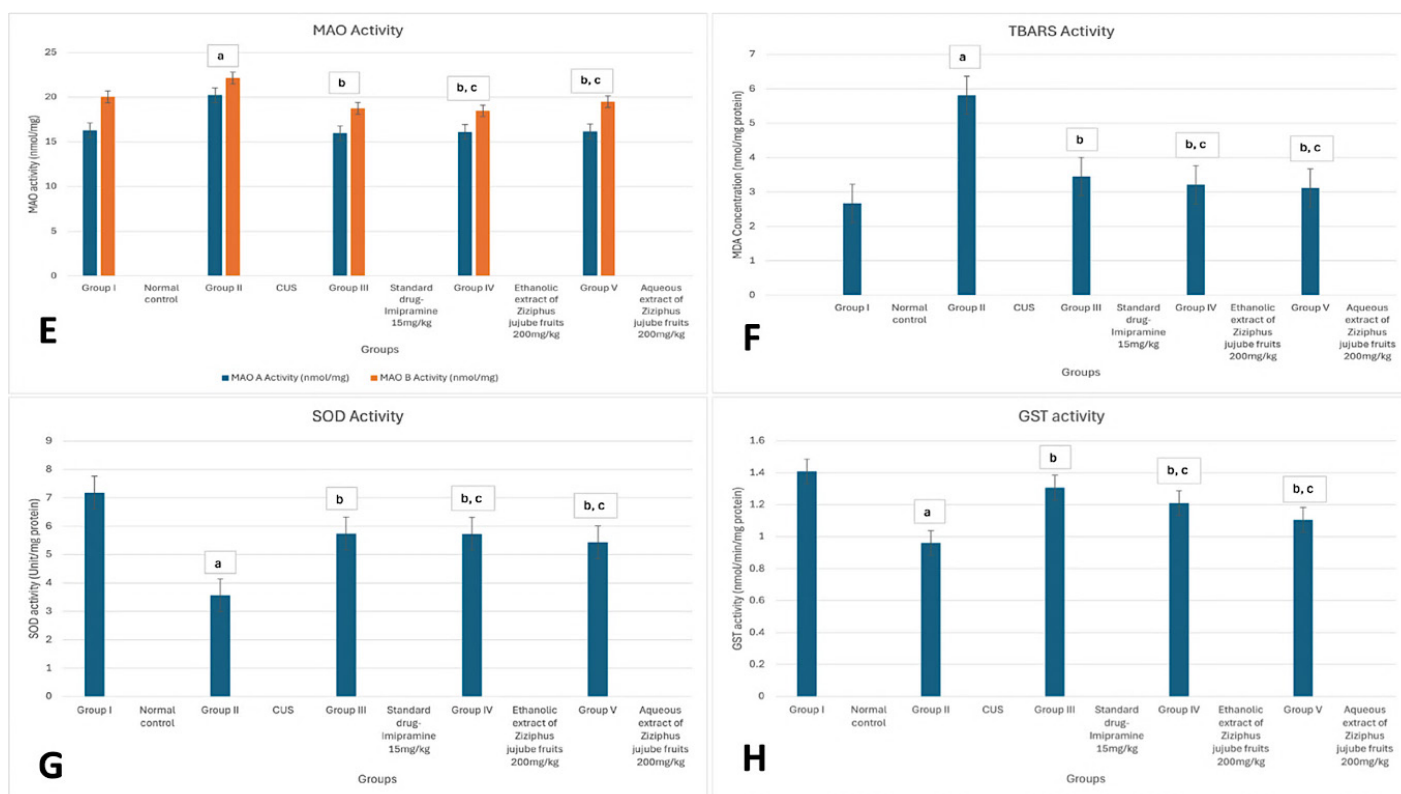 MAO Activity
25
20
15
10
5
0
MAO activity (nmol/mg)
a
b
b, c
b, c
Group I
Normal
control
Group II
CUS
Group III
Standard
drug-
Imipramine
15mg/kg
Group IV
Ethanolic
extract of
Ziziphus
jujube fruits
200mg/kg
Group V
Aqueous
extract of
Ziziphus
jujube fruits
200mg/kg
Groups
MAO A Activity (nmol/mg)
MAO B Activity (nmol/mg)
E
TBARS Activity
7
6
5
4
3
2
1
0
MDA Concentration (nmol/mg protein)
a
b
b, c
b, c
Group I
Normal
control
Group II
CUS
Group III
Standard
drug-
Imipramine
15mg/kg
Group IV
Ethanolic
extract of
Ziziphus
jujube fruits
200mg/kg
Group V
Aqueous
extract of
Ziziphus
jujube fruits
200mg/kg
Groups
F
SOD Activity
9
8
7
6
5
4
3
2
1
0
SOD activity (Unit/mg protein)
a
b
b, c
b, c
Group I
Normal
control
Group II
CUS
Group III
Standard
drug-
Imipramine
15mg/kg
Group IV
Ethanolic
extract of
Ziziphus
jujube fruits
200mg/kg
Group V
Aqueous
extract of
Ziziphus
jujube fruits
200mg/kg
Groups
G
GST activity
1.6
1.4
1.2
1
0.8
0.6
0.4
0.2
0
GST activity (nmol/min/mg protein)
a
b
b, c
b, c
Group I
Normal
control
Group II
CUS
Group III
Standard
drug-
Imipramine
15mg/kg
Group IV
Ethanolic
extract of
Ziziphus
jujube fruits
200mg/kg
Group V
Aqueous
extract of
Ziziphus
jujube fruits
200mg/kg
Groups
H